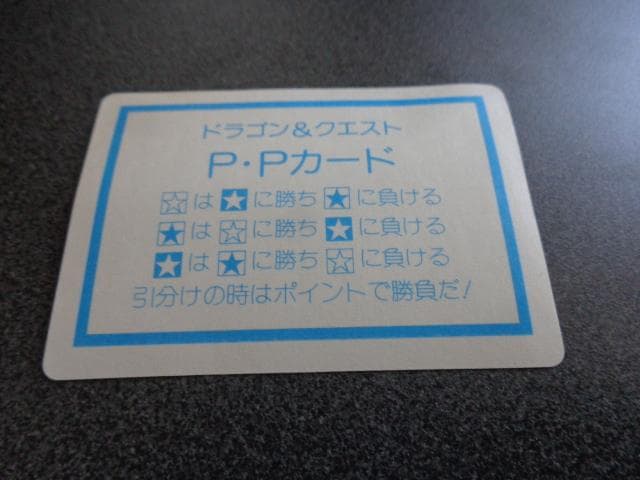 ドラゴン&クエスト
P・Pカード
☆は★に勝ち★に負ける
★は☆に勝ち★に負ける
★は★に勝ち☆に負ける
引分けの時はポイントで勝負だ!